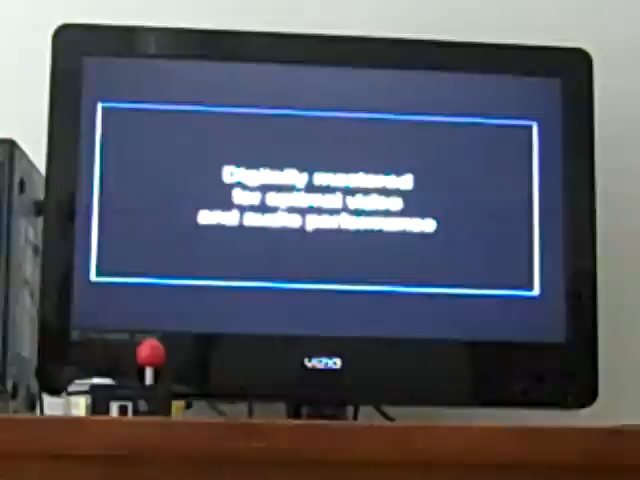 Digitally mastered
for optimal video
and audio performance
VIZIO